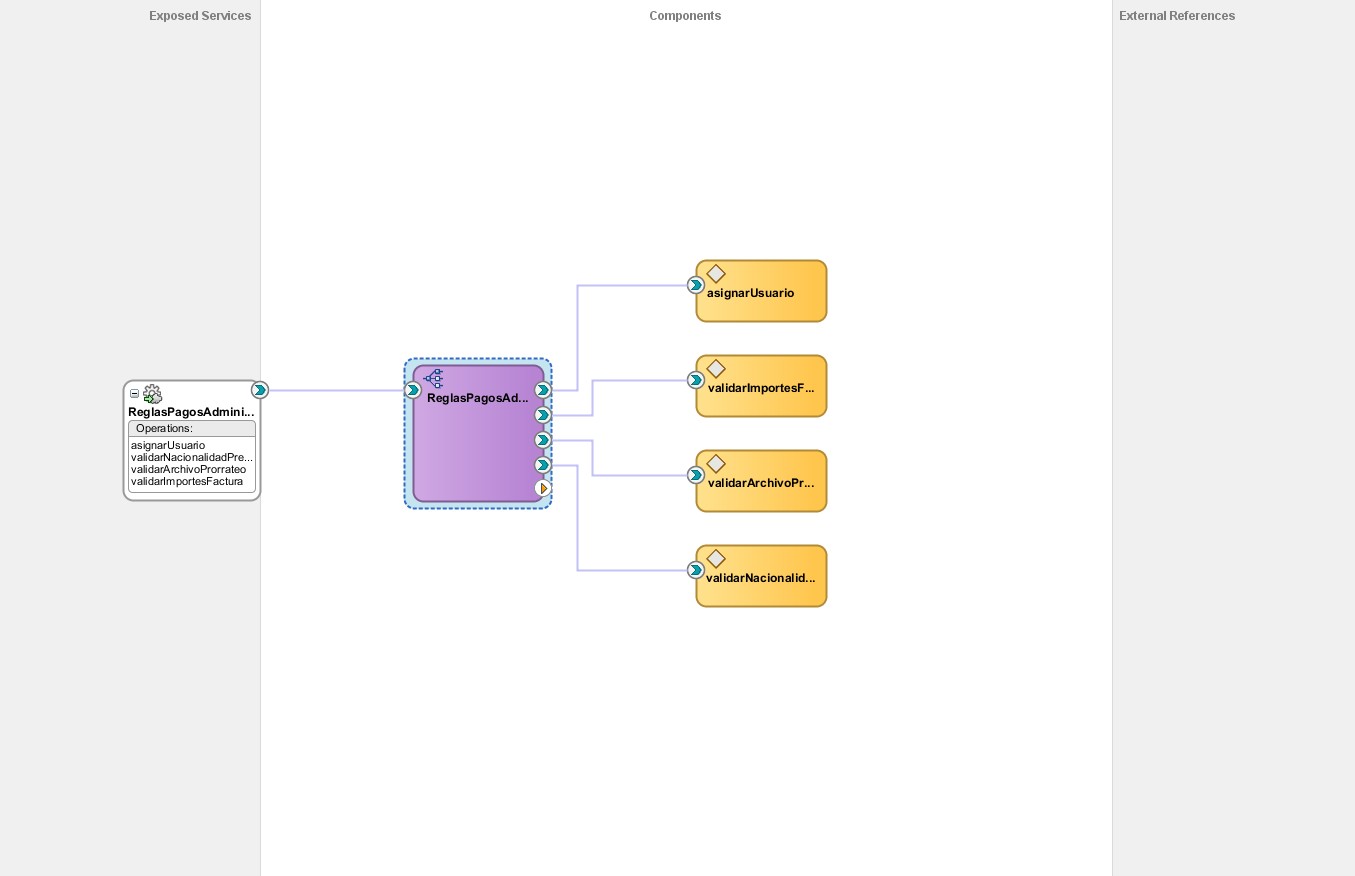 Exposed Services
Components
External References
asignarUsuario
validarImportesF...
ReglasPagosAd...
ReglasPagosAdmini...
Operations:
asignarUsuario
validarNacionalidadPre...
validarArchivoProrrateo
validarImportesFactura
validarArchivoPr...
validarNacionalid...